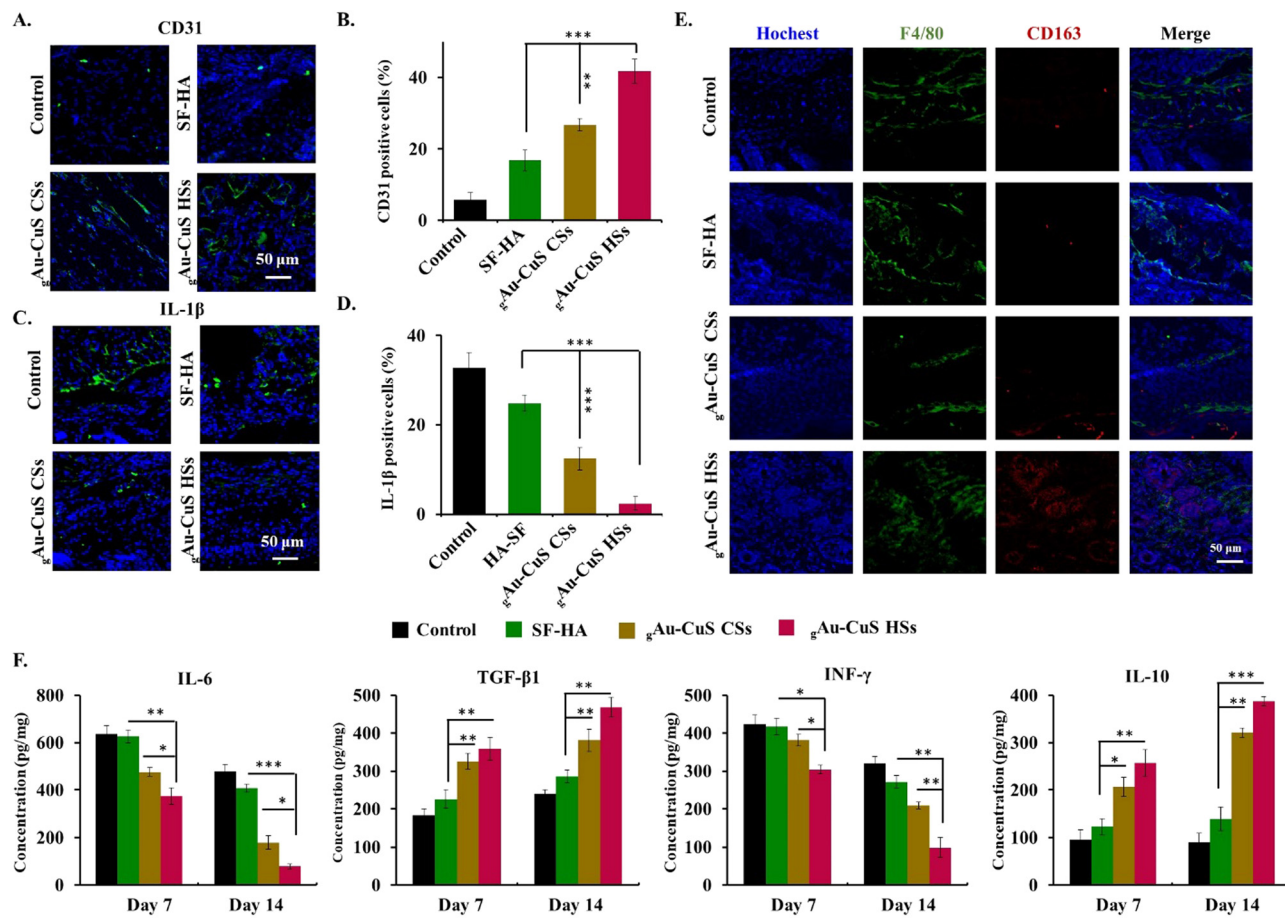 A.
CD31
Control
SF-HA
gAu-CuS CSs
gAu-CuS HSs
50 μm
B.
CD31 positive cells (%)
40
20
0
***
**
Control
SF-HA
gAu-CuS CSs
gAu-CuS HSs
C.
IL-1β
Control
SF-HA
gAu-CuS CSs
gAu-CuS HSs
50 μm
D.
IL-1β positive cells (%)
40
20
0
***
***
Control
HA-SF
gAu-CuS CSs
gAu-CuS HSs
E.
Hochest F4/80 CD163 Merge
Control
SF-HA
gAu-CuS CSs
gAu-CuS HSs
50 μm
Control SF-HA gAu-CuS CSs gAu-CuS HSs
F.
IL-6
Concentration (pg/mg)
800
600
400
200
0
**
*
***
*
Day 7 Day 14
TGF-β1
Concentration (pg/mg)
500
400
300
200
100
0
**
**
**
**
Day 7 Day 14
INF-γ
Concentration (pg/mg)
500
400
300
200
100
0
*
*
**
**
Day 7 Day 14
IL-10
Concentration (pg/mg)
400
300
200
100
0
**
*
***
**
Day 7 Day 14